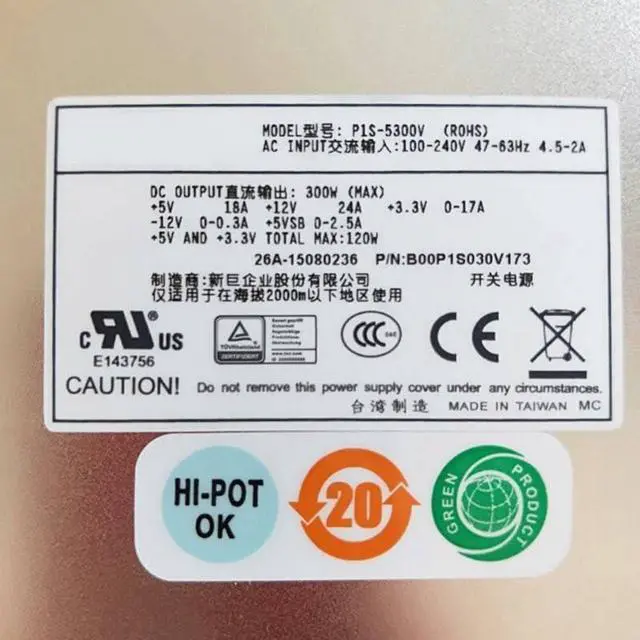 MODEL型号: P1S-5300V (ROHS)
AC INPUT交流输入:100-240V 47-63Hz 4.5-2A
DC OUTPUT直流输出: 300W (MAX)
+5V 18A +12V 24A +3.3V 0-17A
-12V 0-0.3A +5VSB 0-2.5A
+5V AND +3.3V TOTAL MAX:120W
26A-15080236 P/N:B00P1S030V173
制造商:新巨企业股份有限公司 开关电源
仅适用于在海拔2000m以下地区使用
c RU ® US
E143756
TÜVRheinland
ZERTIFIZIERT
CCC
CE
CAUTION! Do not remove this power supply cover under any circumstances.
台湾制造 MADE IN TAIWAN MC
HI-POT
OK
20
GREEN PRODUCT